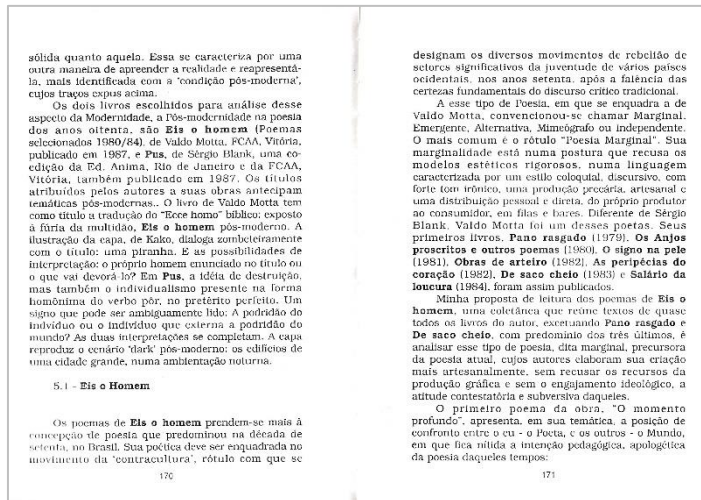 sólida quanto aquela. Essa se caracteriza por uma
outra maneira de apreender a realidade e reapresentá-
la, mais identificada com a "condição pós-moderna",
cujos traços expus acima.
Os dois livros escolhidos para análise desse
aspecto da Modernidade, a Pós-modernidade na poesia
dos anos oitenta, são Eis o homem (Poemas
selecionados 1980/84), de Valdo Motta, FCAA, Vitória,
publicado em 1987, e Pus, de Sérgio Blank, uma co-
edição da Ed. Anima, Rio de Janeiro e da FCAA,
Vitória, também publicado em 1987. Os títulos
atribuídos pelos autores a suas obras antecipam
temáticas pós-modernas.. O livro de Valdo Motta tem
como título a tradução do "Ecce homo" bíblico: exposto
à fúria da multidão, Eis o homem pós-moderno. A
ilustração da capa, de Kako, dialoga zombeteiramente
com o título: uma piranha. E as possibilidades de
interpretação: o próprio homem enunciado no título ou
o que vai devorá-lo? Em Pus, a idéia de destruição,
mas também o individualismo presente na forma
homônima do verbo pôr, no pretérito perfeito. Um
signo que pode ser ambiguamente lido: A podridão do
indivíduo ou o indivíduo que externa a podridão do
mundo? As duas interpretações se completam. A capa
reproduz o cenário 'dark' pós-moderno: os edifícios de
uma cidade grande, numa ambientação noturna.
5.1 - Eis o Homem
Os poemas de Eis o homem prendem-se mais à
concepção de poesia que predominou na década de
setenta, no Brasil. Sua poética deve ser enquadrada no
movimento da "contracultura", rótulo com que se
170
designam os diversos movimentos de rebelião de
setores significativos da juventude de vários países
ocidentais, nos anos setenta, após a falência das
certezas fundamentais do discurso crítico tradicional.
A esse tipo de Poesia, em que se enquadra a de
Valdo Motta, convencionou-se chamar Marginal,
Emergente, Alternativa, Mimeógrafo ou independente.
O mais comum é o rótulo "Poesia Marginal". Sua
marginalidade está numa postura que recusa os
modelos estéticos rigorosos, numa linguagem
caracterizada por um estilo coloquial, discursivo, com
forte tom irônico, uma produção precária, artesanal e
uma distribuição pessoal e direta, do próprio produtor
ao consumidor, em filas e bares. Diferente de Sérgio
Blank, Valdo Motta foi um desses poetas. Seus
primeiros livros, Pano rasgado (1979), Os Anjos
proscritos e outros poemas (1980), O signo na pele
(1981), Obras de arteiro (1982), As peripécias do
coração (1982), De saco cheio (1983) e Salário da
loucura (1984), foram assim publicados.
Minha proposta de leitura dos poemas de Eis o
homem, uma coletânea que reúne textos de quase
todos os livros do autor, excetuando Pano rasgado e
De saco cheio, com predomínio dos três últimos, é
analisar esse tipo de poesia, dita marginal, precursora
da poesia atual, cujos autores elaboram sua criação
mais artesanalmente, sem recusar os recursos da
produção gráfica e sem o engajamento ideológico, a
atitude contestatória e subversiva daqueles.
O primeiro poema da obra, "O momento
profundo", apresenta, em sua temática, a posição de
confronto entre o eu - o Poeta, e os outros - o Mundo,
em que fica nítida a intenção pedagógica, apologética
da poesia daqueles tempos:
171